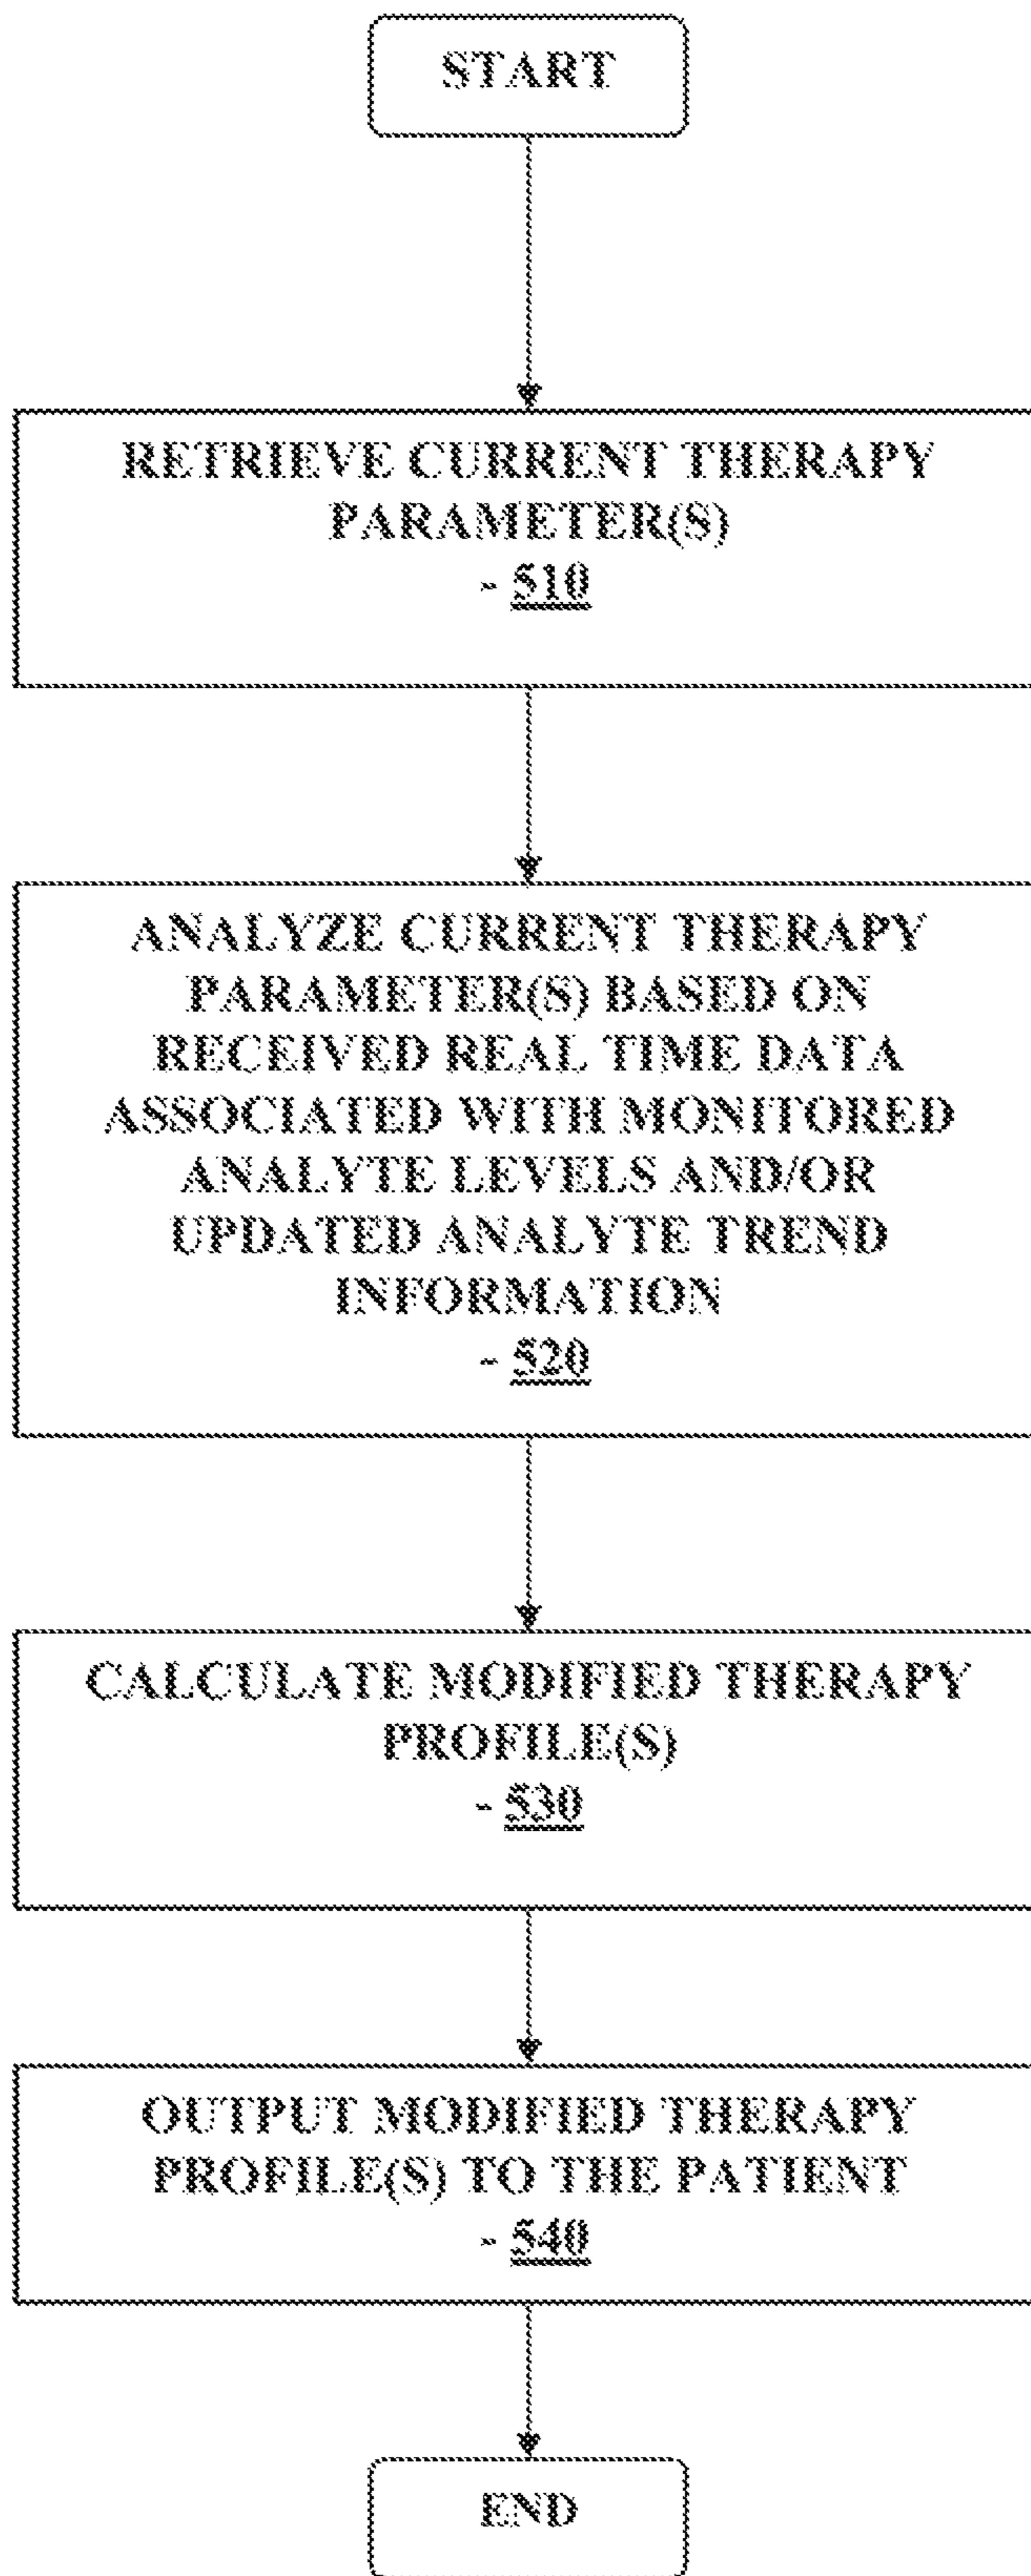 START
RETRIEVE CURRENT THERAPY
PARAMETER(S)
- 510
ANALYZE CURRENT THERAPY
PARAMETER(S) BASED ON
RECEIVED REAL TIME DATA
ASSOCIATED WITH MONITORED
ANALYTE LEVELS AND/OR
UPDATED ANALYTE TREND
INFORMATION
- 520
CALCULATE MODIFIED THERAPY
PROFILE(S)
- 530
OUTPUT MODIFIED THERAPY
PROFILE(S) TO THE PATIENT
- 540
END